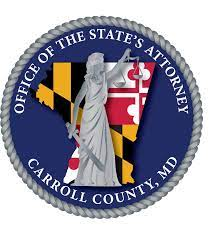 OFFICE OF THE STATE'S ATTORNEY
CARROLL COUNTY, MD